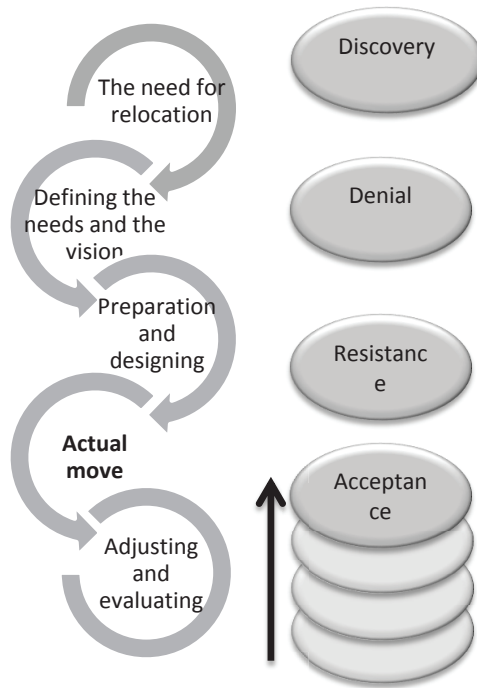 The need for
relocation
Defining the
needs and the
vision
Preparation
and
designing
Actual
move
Adjusting
and
evaluating
Discovery
Denial
Resistanc
e
Acceptan
ce